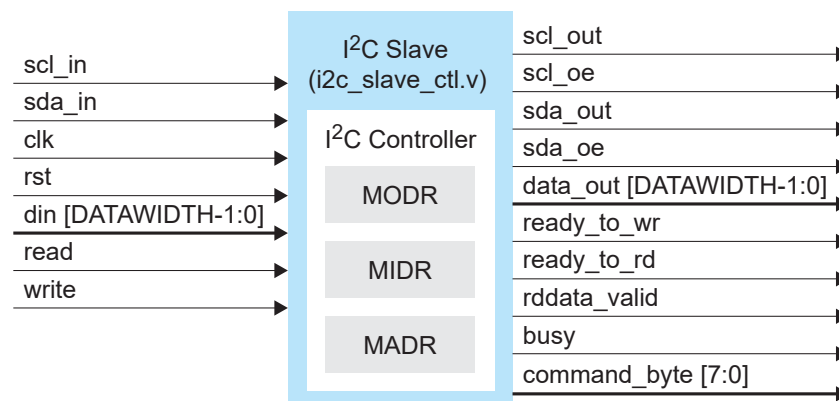 scl_in
sda_in
clk
rst
din [DATAWIDTH-1:0]
read
write
I²C Slave
(i2c_slave_ctl.v)
I²C Controller
MODR
MIDR
MADR
scl_out
scl_oe
sda_out
sda_oe
data_out [DATAWIDTH-1:0]
ready_to_wr
ready_to_rd
rddata_valid
busy
command_byte [7:0]